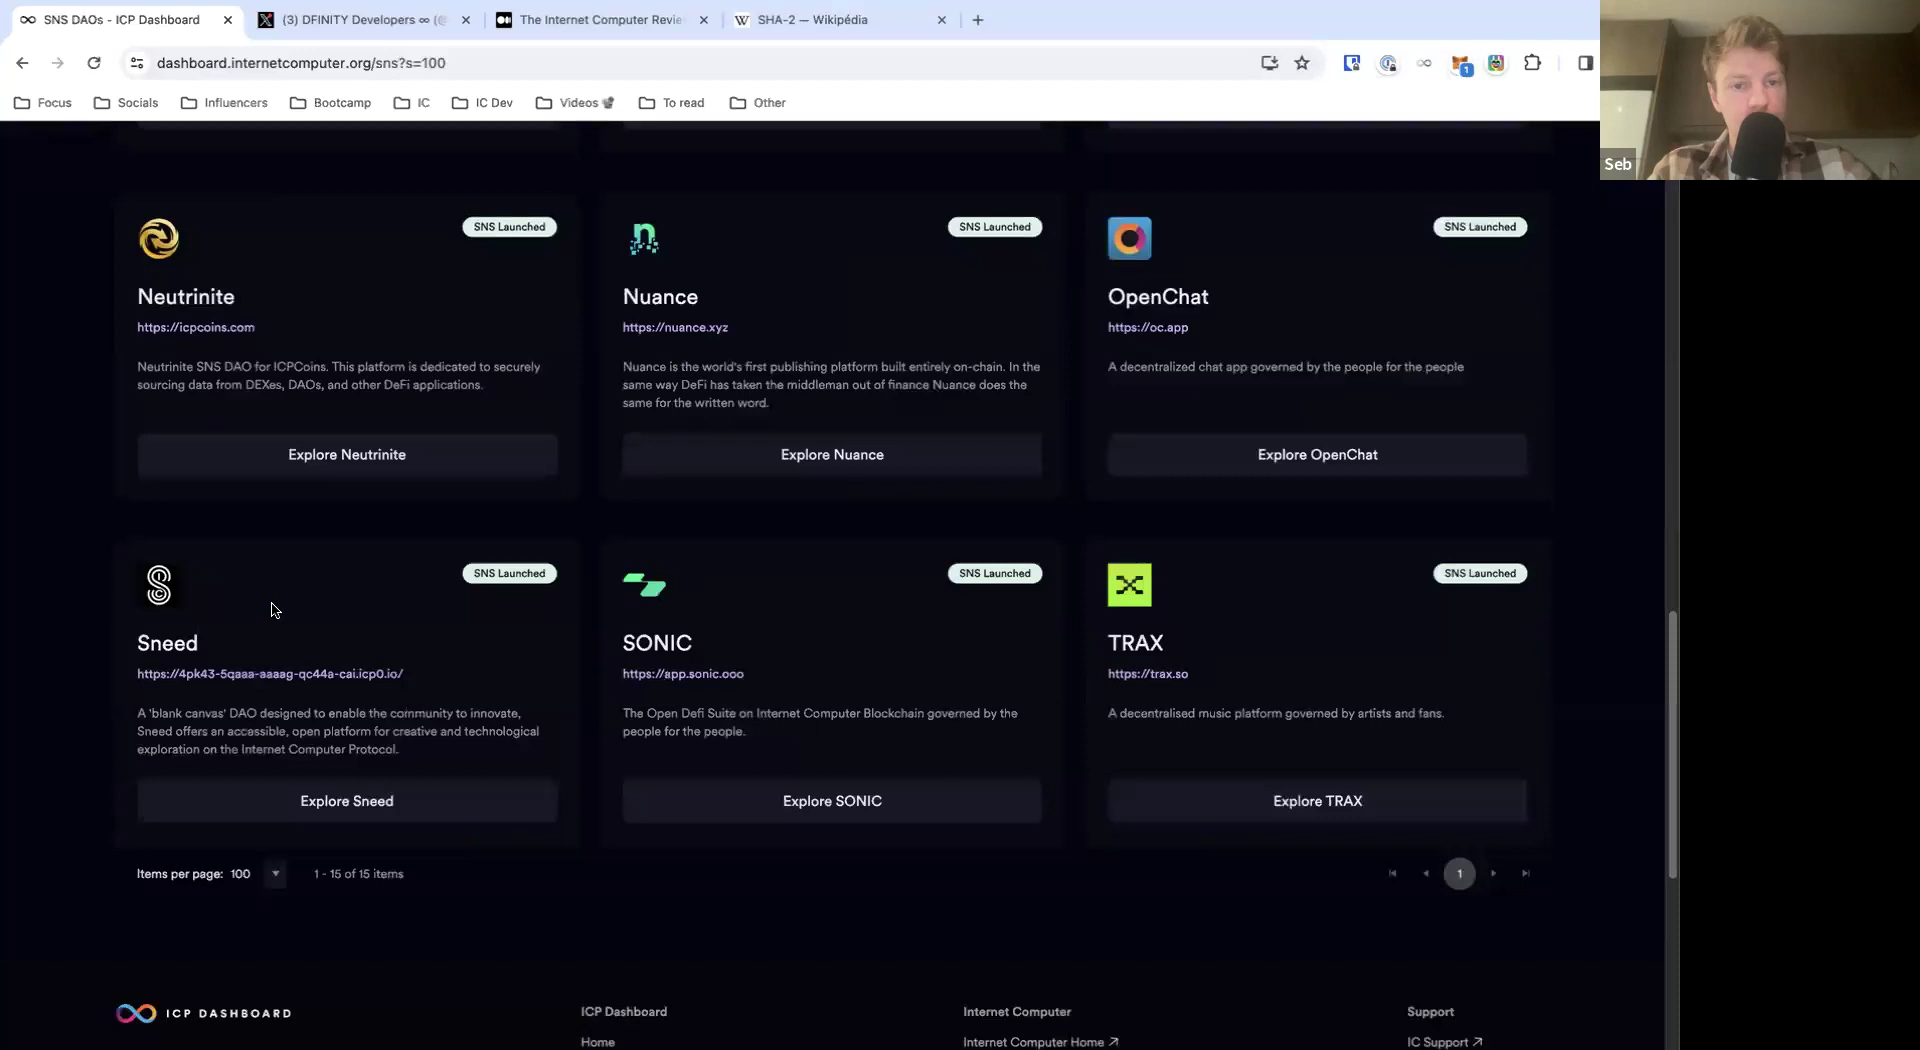 SNS DAOs - ICP Dashboard
(3) DFINITY Developers ∞ (@
The Internet Computer Revie
W SHA-2 — Wikipédia
dashboard.internetcomputer.org/sns?s=100
1
Focus
Socials
Influencers
Bootcamp
IC
IC Dev
Videos
To read
Other
Seb
SNS Launched
SNS Launched
SNS Launched
Neutrinite
Nuance
OpenChat
https://icpcoins.com
https://nuance.xyz
https://oc.app
Neutrinite SNS DAO for ICPCoins. This platform is dedicated to securely
sourcing data from DEXes, DAOs, and other DeFi applications.
Nuance is the world's first publishing platform built entirely on-chain. In the
same way DeFi has taken the middleman out of finance Nuance does the
same for the written word.
A decentralized chat app governed by the people for the people
Explore Neutrinite
Explore Nuance
Explore OpenChat
SNS Launched
SNS Launched
SNS Launched
Sneed
SONIC
TRAX
https://4pk43-5qaaa-aaaag-qc44a-cai.icp0.io/
https://app.sonic.ooo
https://trax.so
A 'blank canvas' DAO designed to enable the community to innovate,
Sneed offers an accessible, open platform for creative and technological
exploration on the Internet Computer Protocol.
The Open Defi Suite on Internet Computer Blockchain governed by the
people for the people.
A decentralised music platform governed by artists and fans.
Explore Sneed
Explore SONIC
Explore TRAX
Items per page: 100
1 - 15 of 15 items
1
ICP DASHBOARD
ICP Dashboard
Internet Computer
Support
Home
Internet Computer Home ↗
IC Support ↗